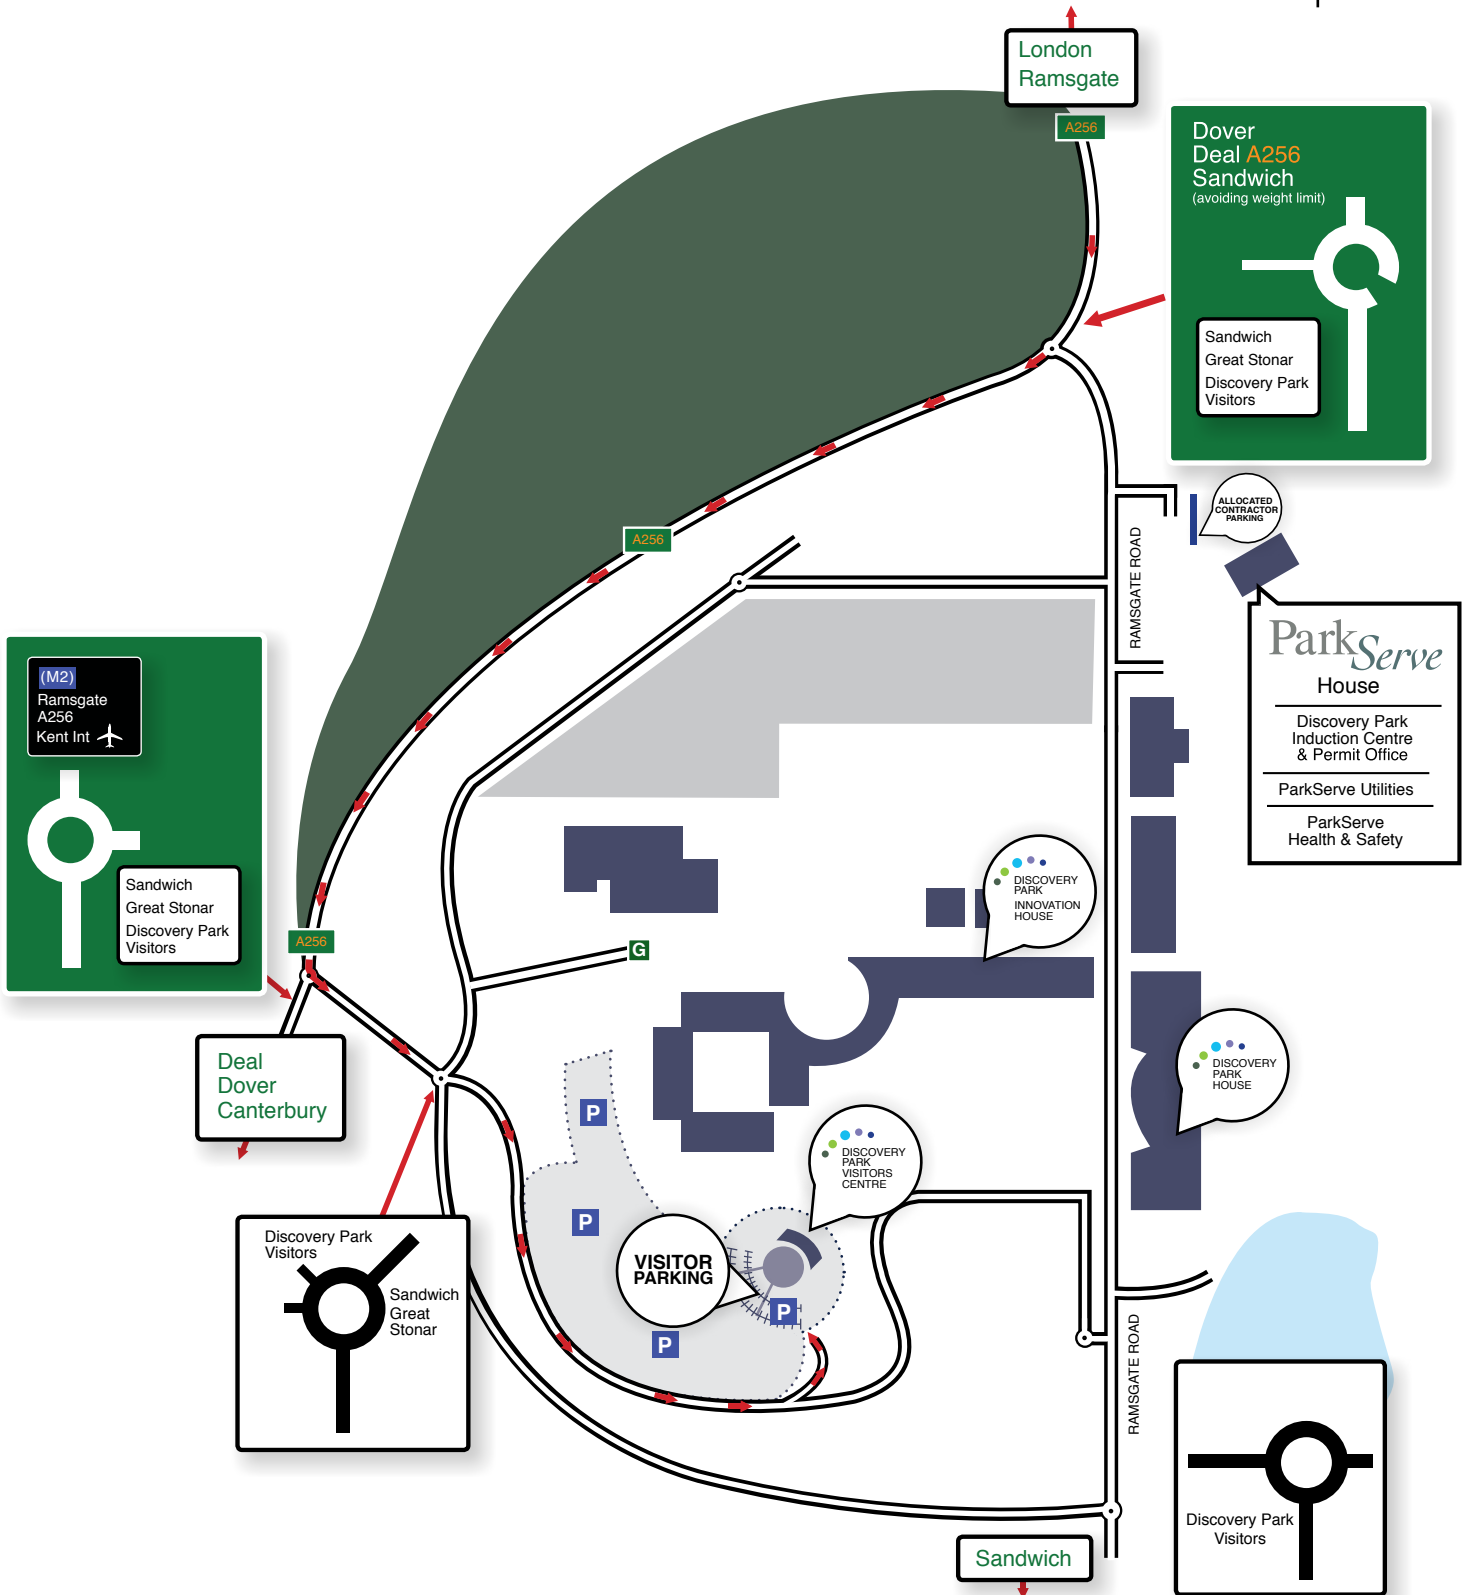 London
Ramsgate
A256
Dover
Deal A256
Sandwich
(avoiding weight limit)
Sandwich
Great Stonar
Discovery Park
Visitors
ALLOCATED
CONTRACTOR
PARKING
RAMSGATE ROAD
A256
ParkServe
House
Discovery Park
Induction Centre
& Permit Office
ParkServe Utilities
ParkServe
Health & Safety
(M2)
Ramsgate
A256
Kent Int
Sandwich
Great Stonar
Discovery Park
Visitors
DISCOVERY
PARK
INNOVATION
HOUSE
A256
G
Deal
Dover
Canterbury
DISCOVERY
PARK
HOUSE
P
DISCOVERY
PARK
VISITORS
CENTRE
P
VISITOR
PARKING
P
P
Discovery Park
Visitors
Sandwich
Great
Stonar
RAMSGATE ROAD
Discovery Park
Visitors
Sandwich